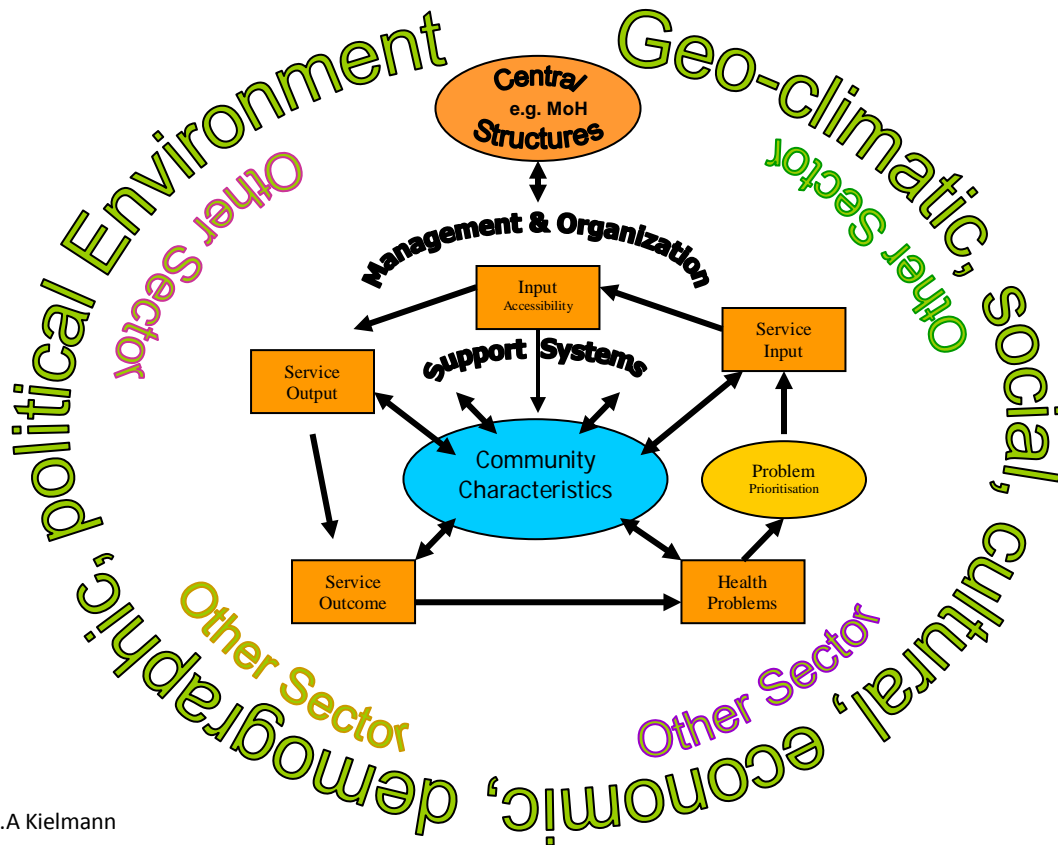 Geo-climatic, social, cultural, economic, demographic, political Environment
Central
e.g. MoH
Structures
Other Sector
Other Sector
Management & Organization
Input
Accessibility
Service
Input
Support Systems
Service
Output
Community
Characteristics
Problem
Prioritisation
Service
Outcome
Health
Problems
Other Sector
Other Sector
.A Kielmann